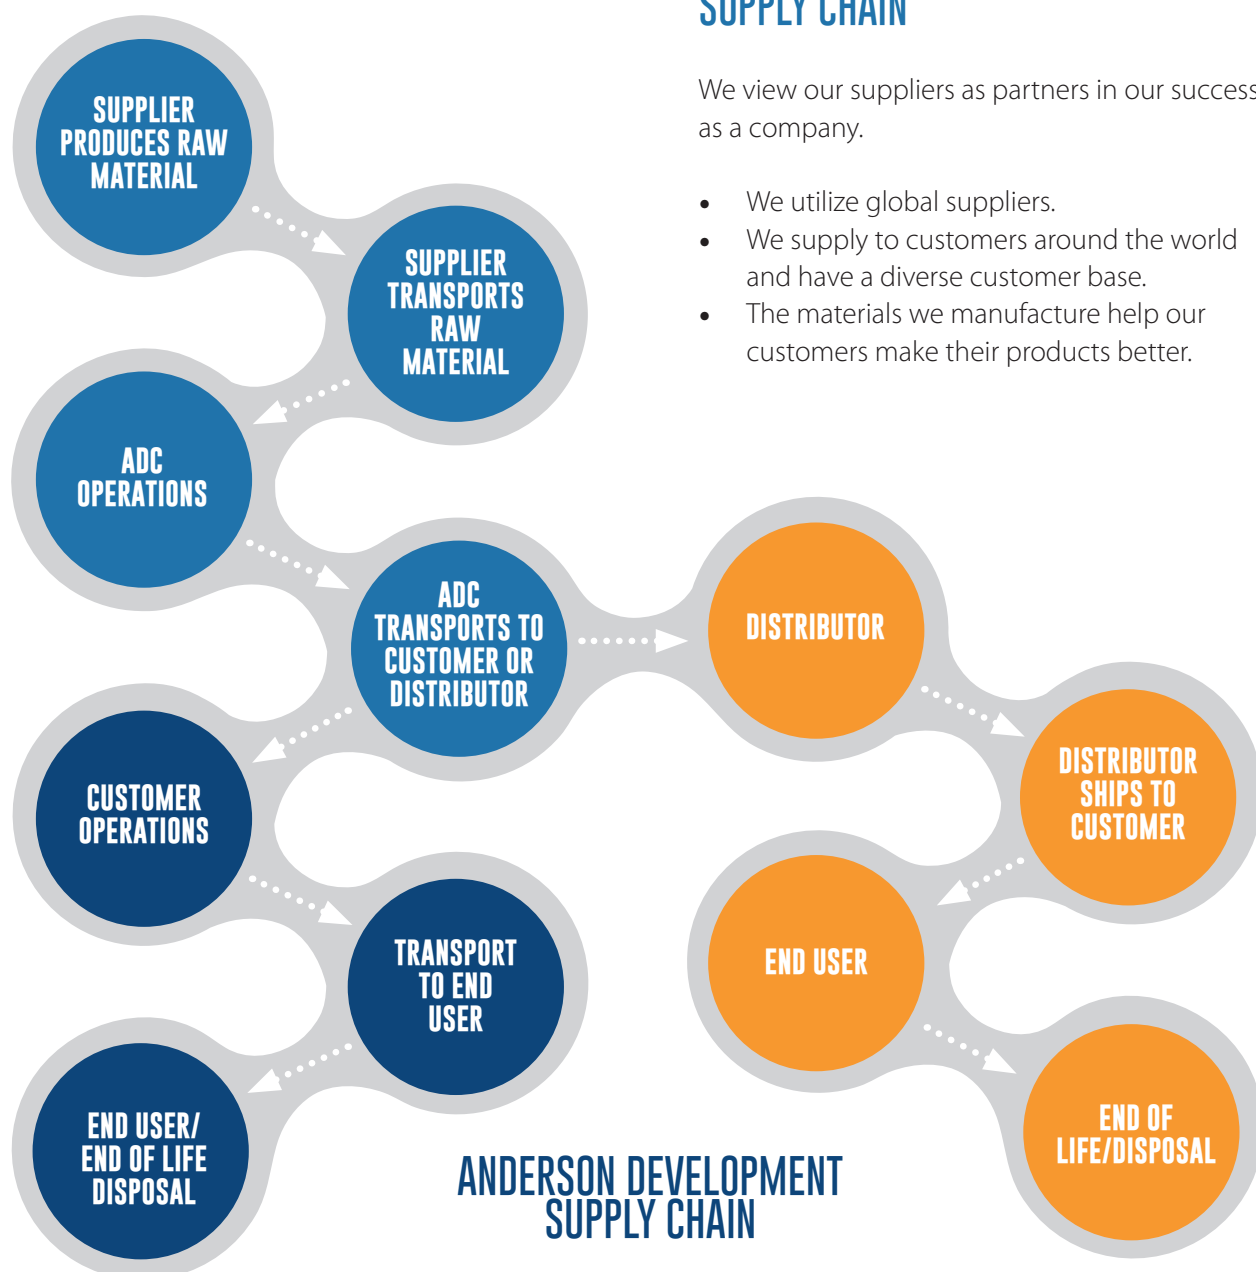 SUPPLY CHAIN
We view our suppliers as partners in our success
as a company.
• We utilize global suppliers.
• We supply to customers around the world
and have a diverse customer base.
• The materials we manufacture help our
customers make their products better.
SUPPLIER
PRODUCES RAW
MATERIAL
SUPPLIER
TRANSPORTS
RAW
MATERIAL
ADC
OPERATIONS
ADC
TRANSPORTS TO
CUSTOMER OR
DISTRIBUTOR
CUSTOMER
OPERATIONS
TRANSPORT
TO END
USER
END USER/
END OF LIFE
DISPOSAL
DISTRIBUTOR
DISTRIBUTOR
SHIPS TO
CUSTOMER
END USER
END OF
LIFE/DISPOSAL
ANDERSON DEVELOPMENT
SUPPLY CHAIN